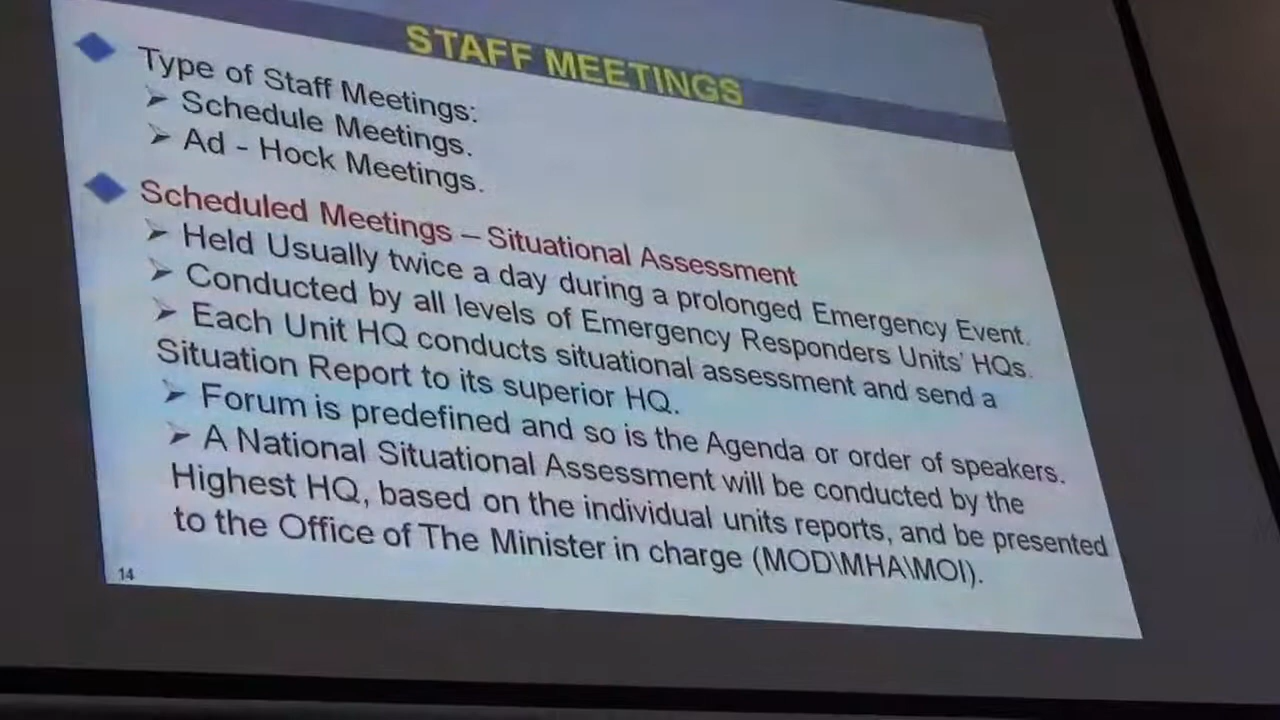 STAFF MEETINGS
Type of Staff Meetings:
Schedule Meetings.
Ad - Hock Meetings.
Scheduled Meetings – Situational Assessment
Held Usually twice a day during a prolonged Emergency Event.
Conducted by all levels of Emergency Responders Units' HQs.
Each Unit HQ conducts situational assessment and send a
Situation Report to its superior HQ.
Forum is predefined and so is the Agenda or order of speakers.
A National Situational Assessment will be conducted by the
Highest HQ, based on the individual units reports, and be presented
to the Office of The Minister in charge (MOD\MHA\MOI).
14